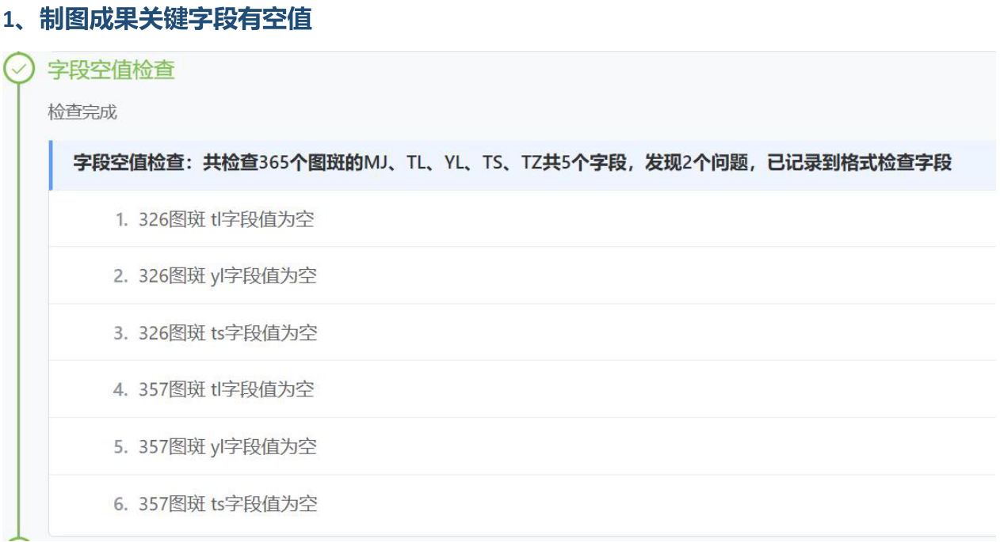 1、制图成果关键字段有空值
字段空值检查
检查完成
字段空值检查：共检查365个图斑的MJ、TL、YL、TS、TZ共5个字段，发现2个问题，已记录到格式检查字段
1. 326图斑 tl字段值为空
2. 326图斑 yl字段值为空
3. 326图斑 ts字段值为空
4. 357图斑 tl字段值为空
5. 357图斑 yl字段值为空
6. 357图斑 ts字段值为空